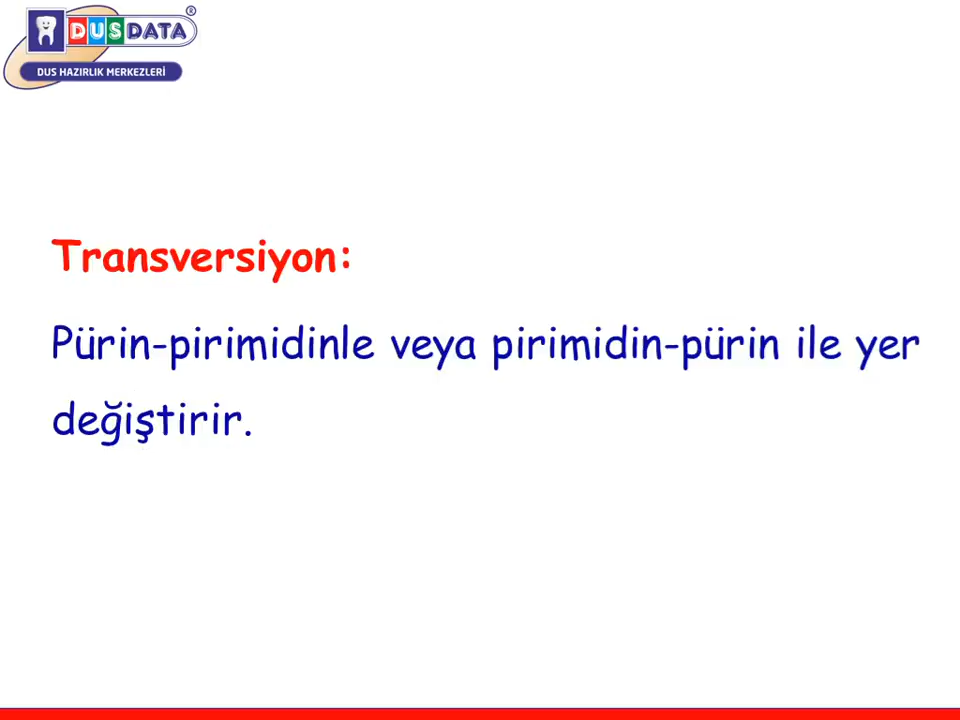 DUSDATA®
DUS HAZIRLIK MERKEZLERİ
Transversiyon:
Pürin-pirimidinle veya pirimidin-pürin ile yer
değiştirir.